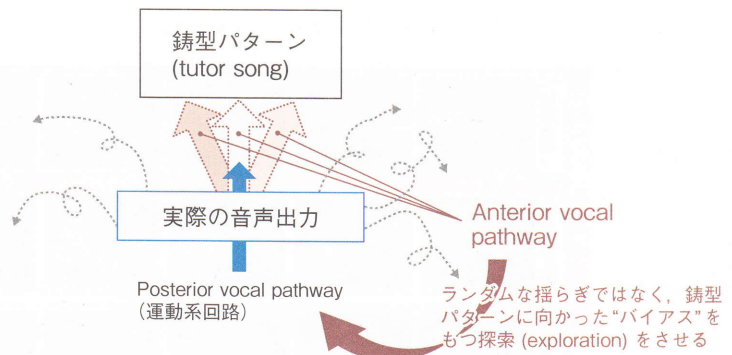 鋳型パターン
(tutor song)
実際の音声出力
Anterior vocal
pathway
Posterior vocal pathway
（運動系回路）
ランダムな揺らぎではなく，鋳型
パターンに向かった“バイアス”を
もつ探索 (exploration) をさせる